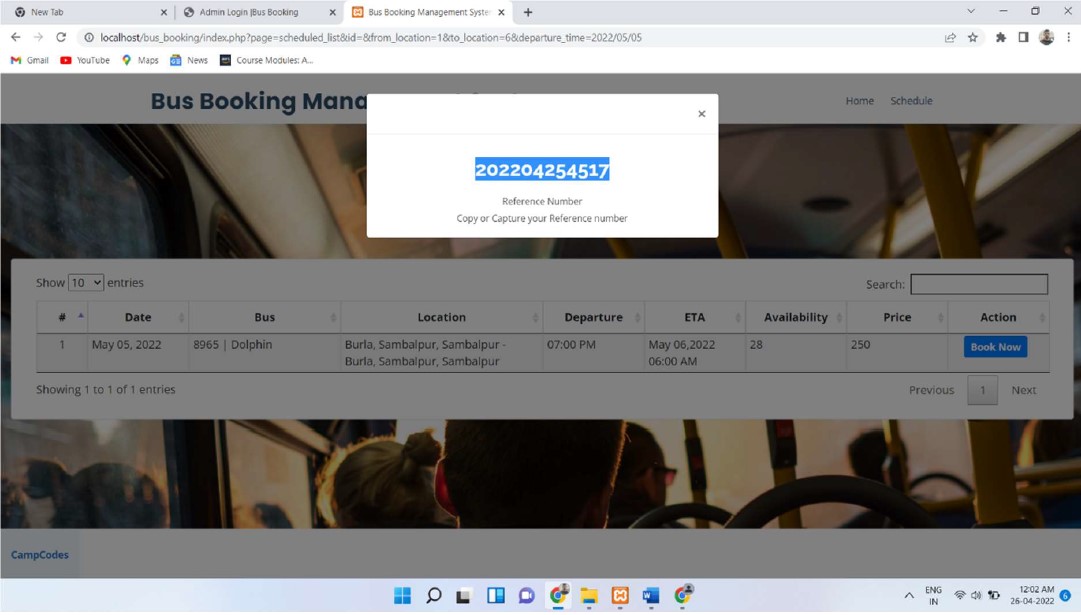 New Tab
Admin Login |Bus Booking
Bus Booking Management Syste
localhost/bus_booking/index.php?page=scheduled_list&id=&from_location=1&to_location=6&departure_time=2022/05/05
Gmail YouTube Maps News Course Modules: A...
Bus Booking Mana
Home Schedule
×
202204254517
Reference Number
Copy or Capture your Reference number
Show 10 entries
Search:
# Date Bus Location Departure ETA Availability Price Action
1 May 05, 2022 8965 | Dolphin Burla, Sambalpur, Sambalpur - 07:00 PM May 06,2022 28 250 Book Now
Burla, Sambalpur, Sambalpur 06:00 AM
Showing 1 to 1 of 1 entries
Previous 1 Next
CampCodes
ENG
IN
12:02 AM
26-04-2022
6